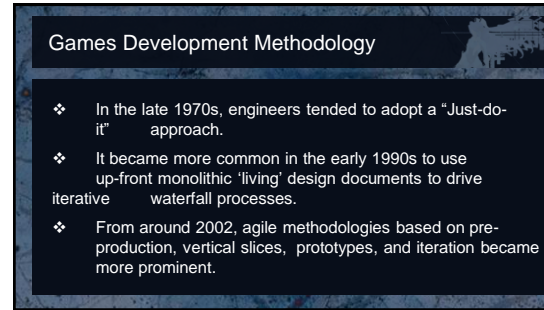 Games Development Methodology
❖ In the late 1970s, engineers tended to adopt a “Just-do-
it” approach.
❖ It became more common in the early 1990s to use
up-front monolithic ‘living’ design documents to drive
iterative waterfall processes.
❖ From around 2002, agile methodologies based on pre-
production, vertical slices, prototypes, and iteration became
more prominent.